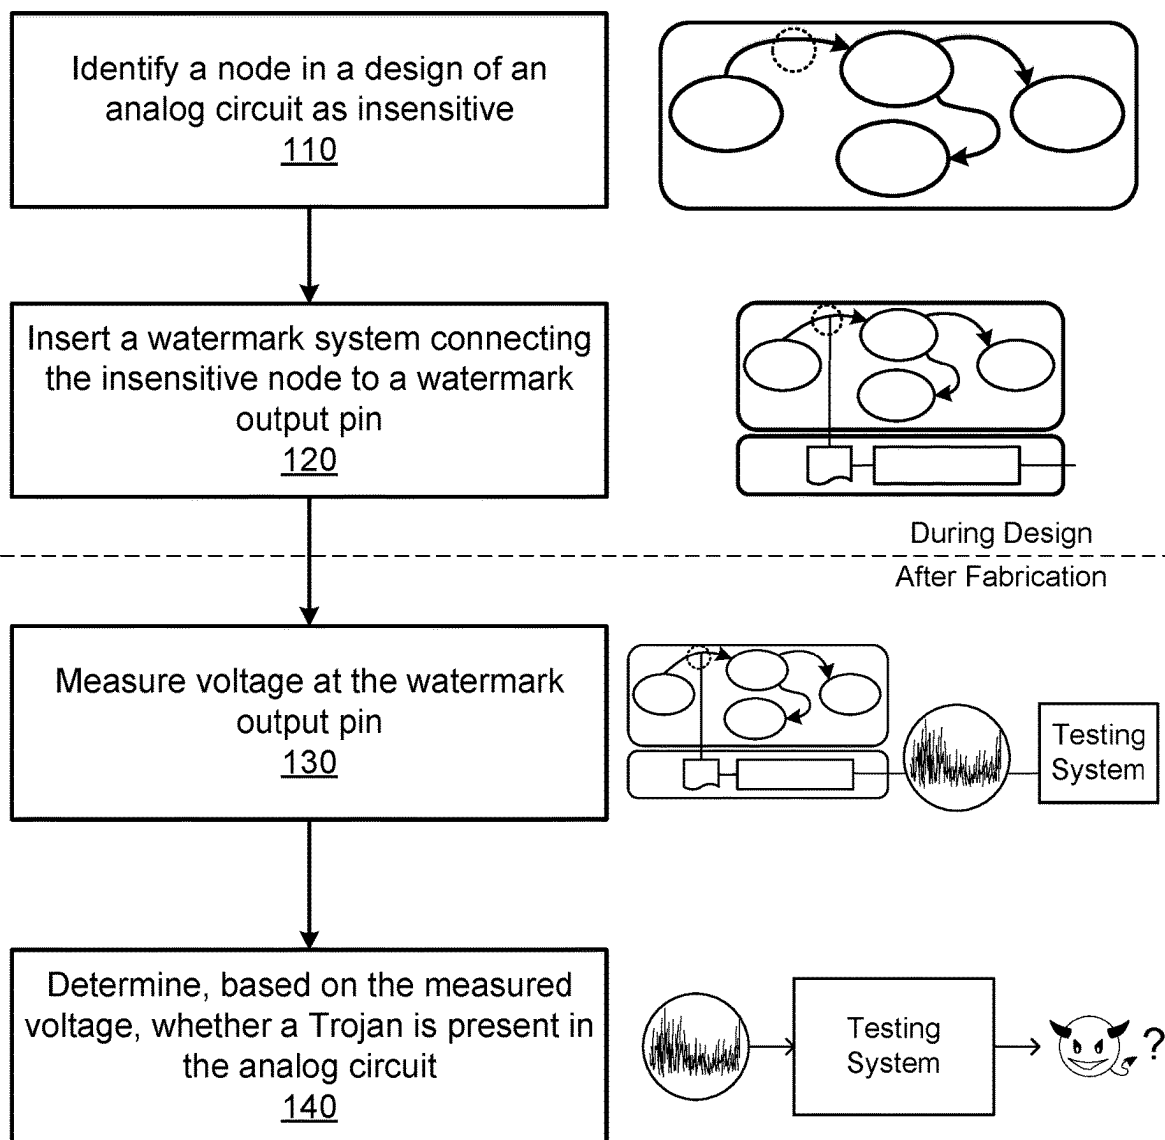 Identify a node in a design of an
analog circuit as insensitive
110
Insert a watermark system connecting
the insensitive node to a watermark
output pin
120
During Design
After Fabrication
Measure voltage at the watermark
output pin
130
Testing
System
Determine, based on the measured
voltage, whether a Trojan is present in
the analog circuit
140
Testing
System
?